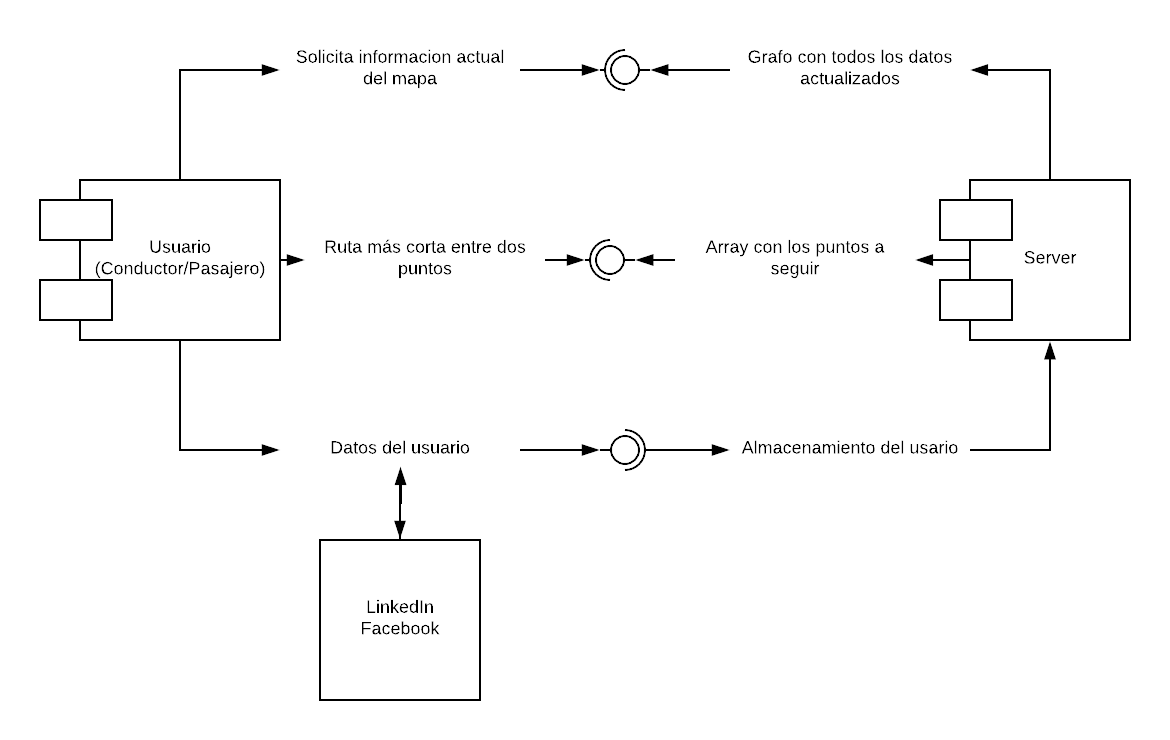 Solicita informacion actual
del mapa
Grafo con todos los datos
actualizados
Usuario
(Conductor/Pasajero)
Ruta más corta entre dos
puntos
Array con los puntos a
seguir
Server
Datos del usuario
Almacenamiento del usario
LinkedIn
Facebook